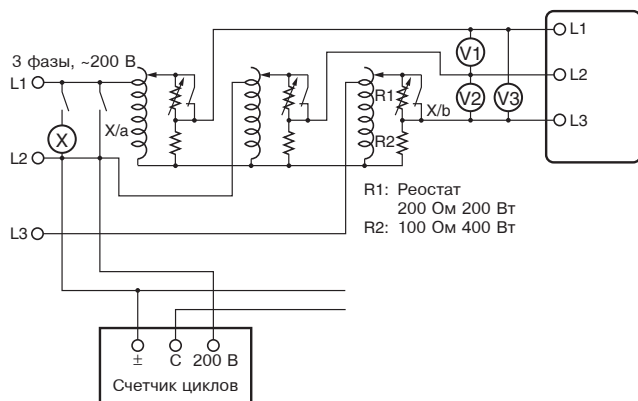 3 фазы, ~200 В
L1
L2
L3
X
X/a
R1
R2
X/b
V1
V2
V3
L1
L2
L3
R1: Реостат
200 Ом 200 Вт
R2: 100 Ом 400 Вт
± C 200 В
Счетчик циклов